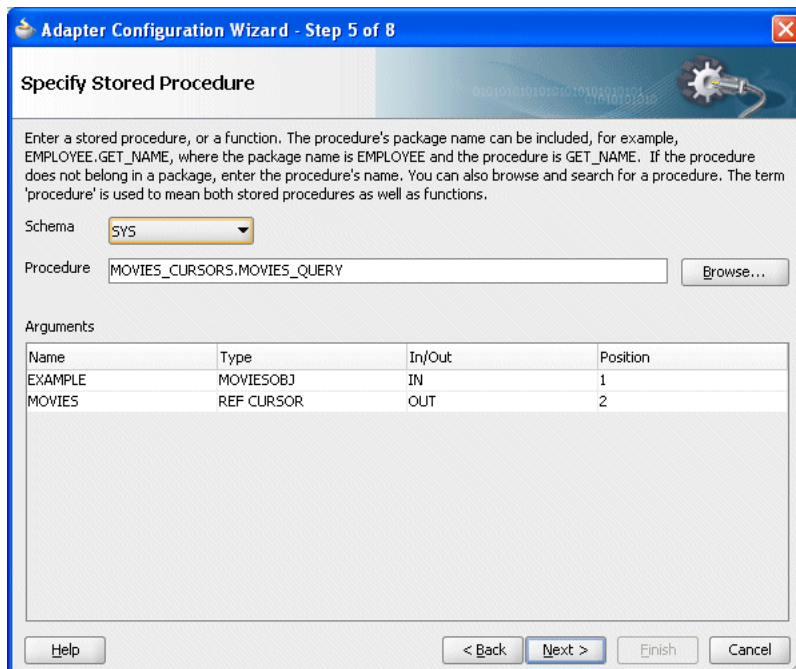 Adapter Configuration Wizard - Step 5 of 8
Specify Stored Procedure
Enter a stored procedure, or a function. The procedure's package name can be included, for example,
EMPLOYEE.GET_NAME, where the package name is EMPLOYEE and the procedure is GET_NAME. If the procedure
does not belong in a package, enter the procedure's name. You can also browse and search for a procedure. The term
'procedure' is used to mean both stored procedures as well as functions.
Schema SYS
Procedure MOVIES_CURSORS.MOVIES_QUERY Browse...
Arguments
Name Type In/Out Position
EXAMPLE MOVIESOBJ IN 1
MOVIES REF CURSOR OUT 2
Help < Back Next > Finish Cancel